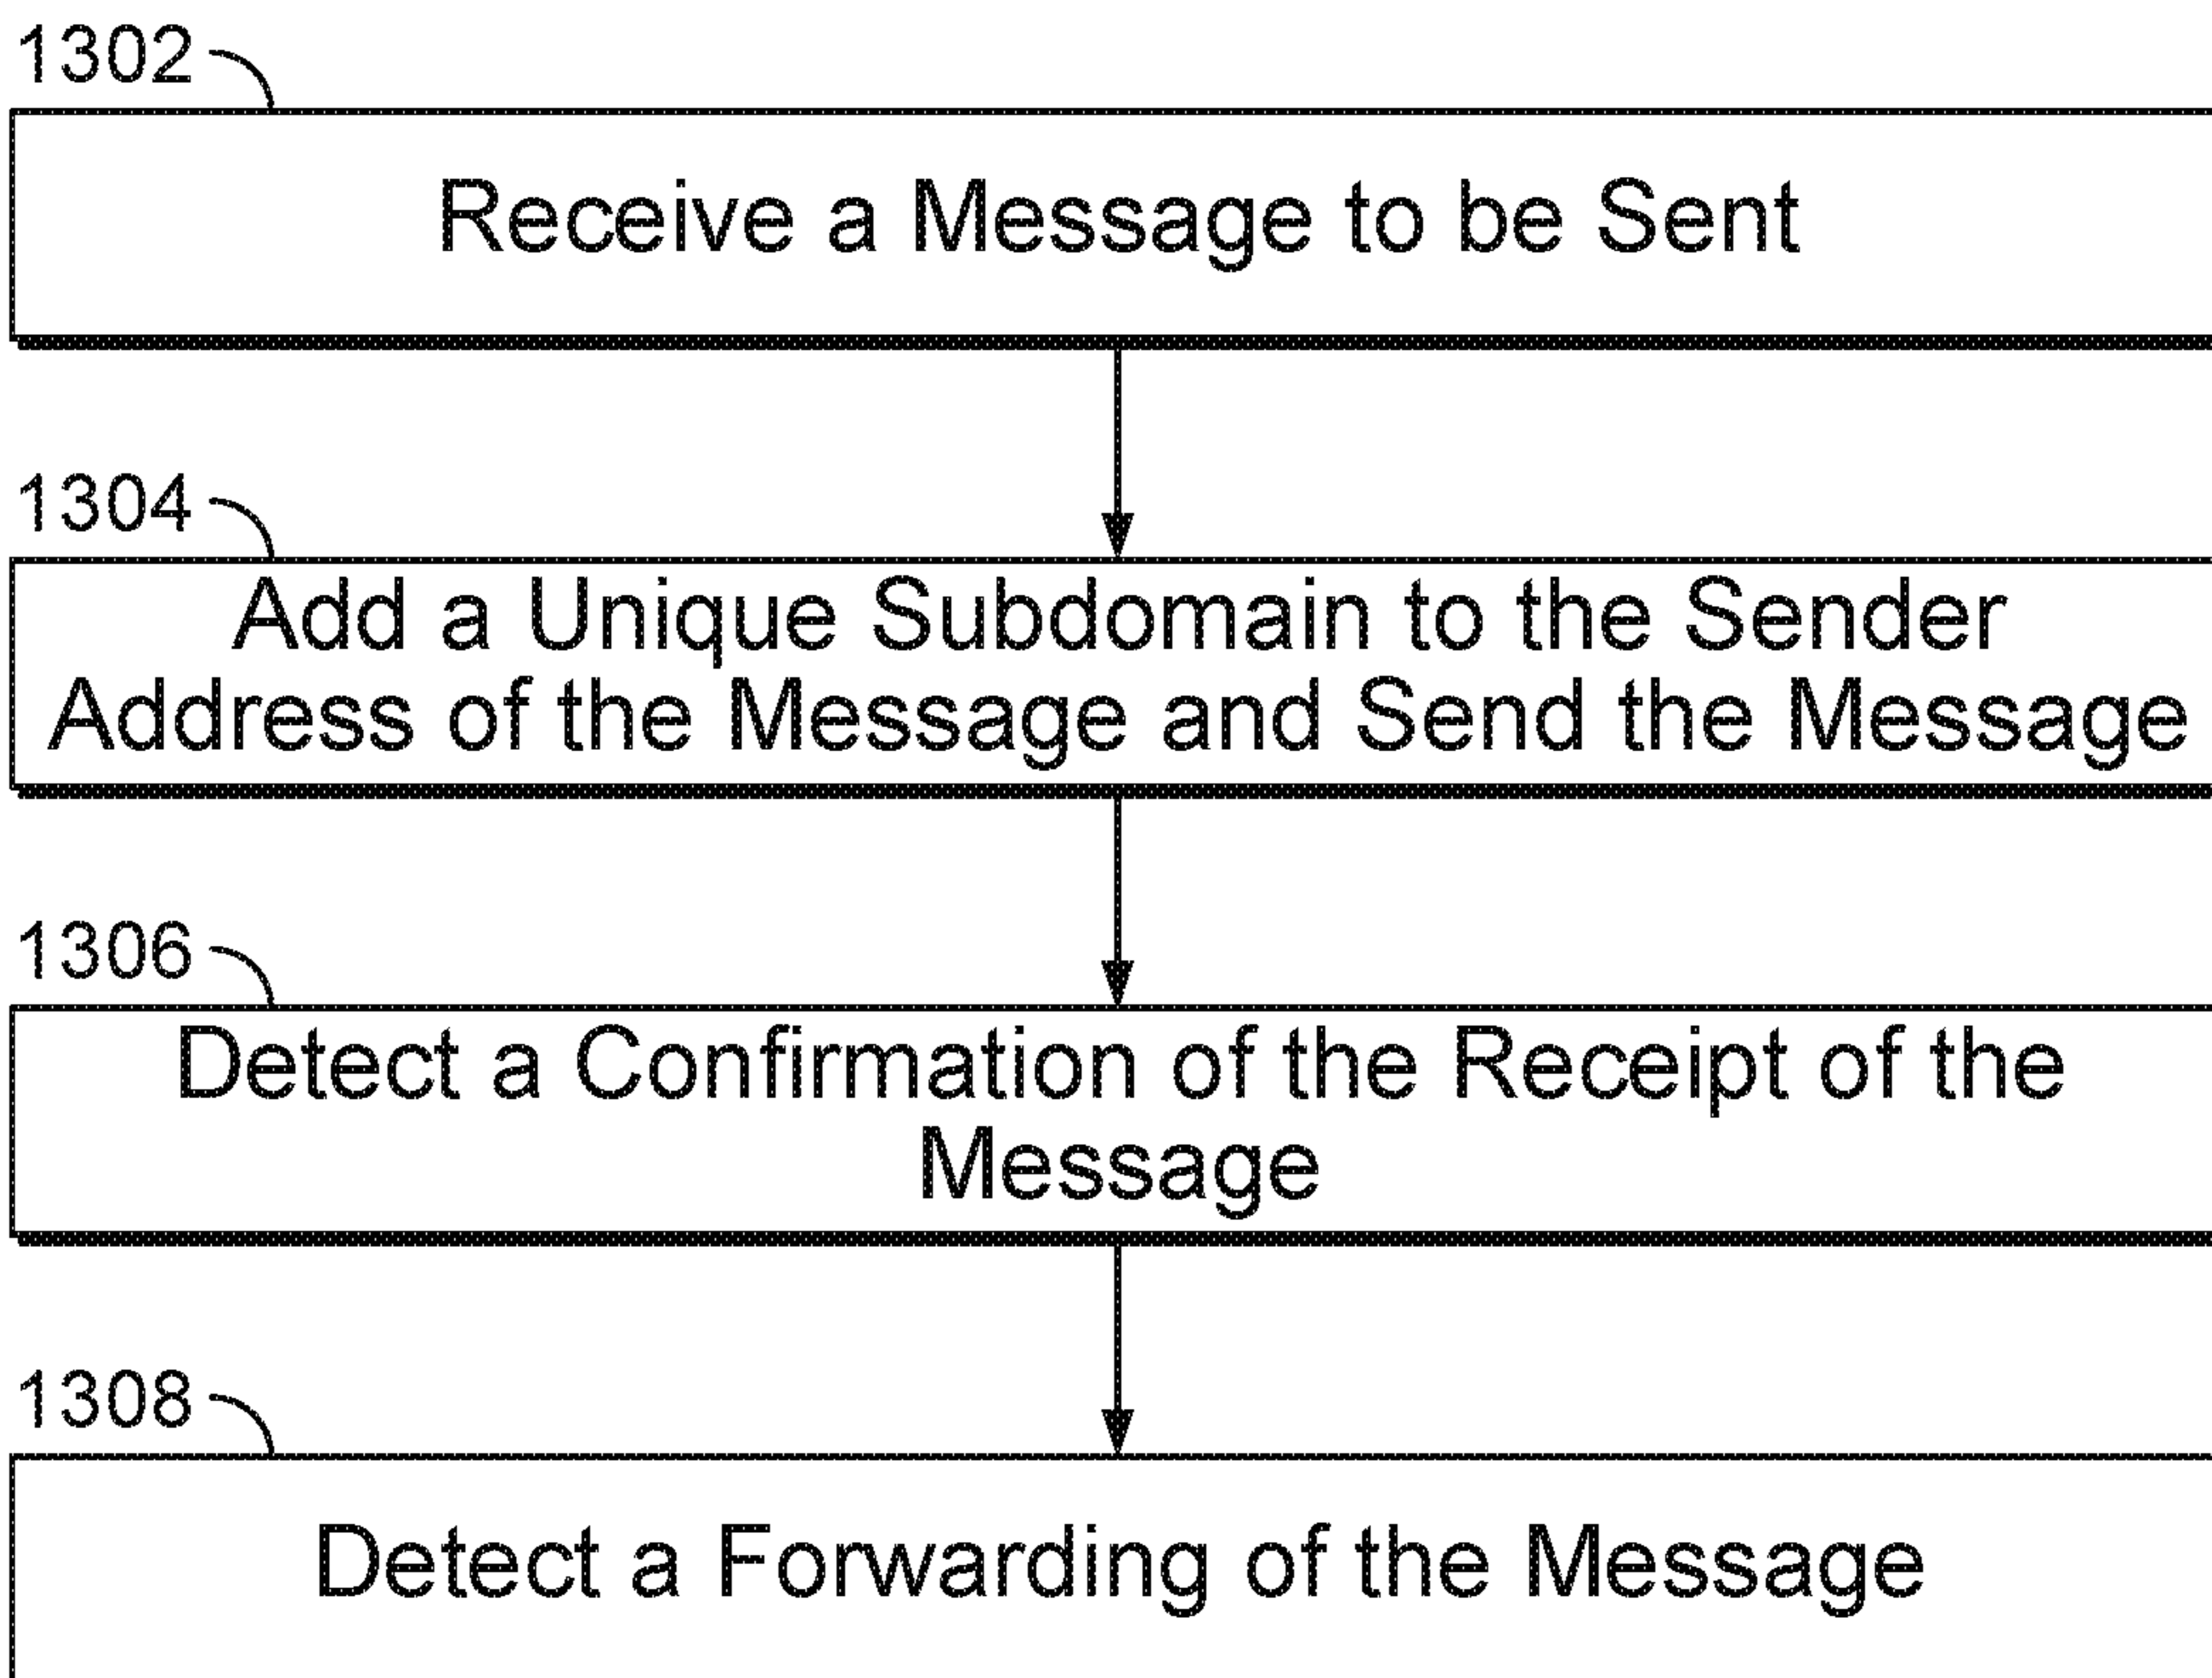 1302
Receive a Message to be Sent
1304
Add a Unique Subdomain to the Sender
Address of the Message and Send the Message
1306
Detect a Confirmation of the Receipt of the
Message
1308
Detect a Forwarding of the Message